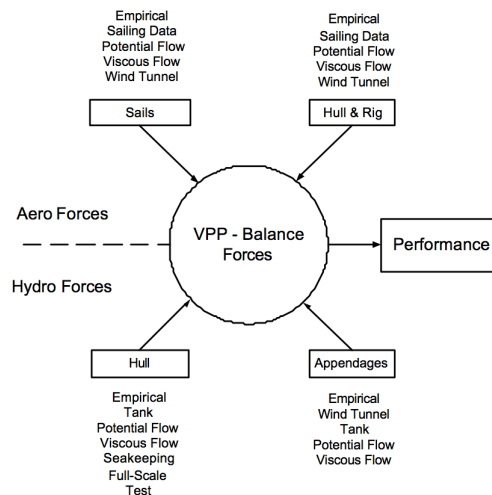 Empirical
Sailing Data
Potential Flow
Viscous Flow
Wind Tunnel
Sails
Empirical
Sailing Data
Potential Flow
Viscous Flow
Wind Tunnel
Hull & Rig
Aero Forces
Hydro Forces
VPP - Balance
Forces
Performance
Hull
Empirical
Tank
Potential Flow
Viscous Flow
Seakeeping
Full-Scale
Test
Appendages
Empirical
Wind Tunnel
Tank
Potential Flow
Viscous Flow